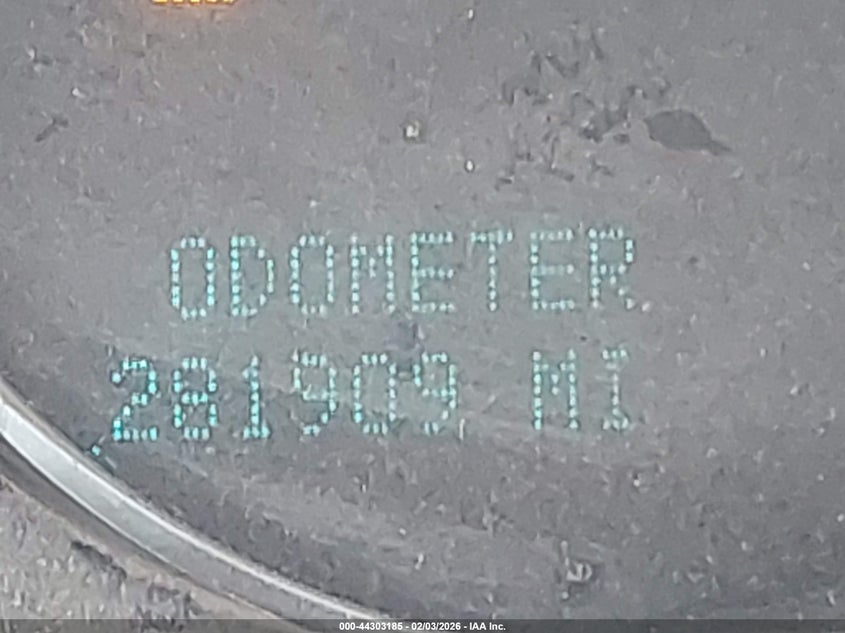 ODOMETER
281909 MI
000-44303185 - 02/03/2026 - IAA Inc.